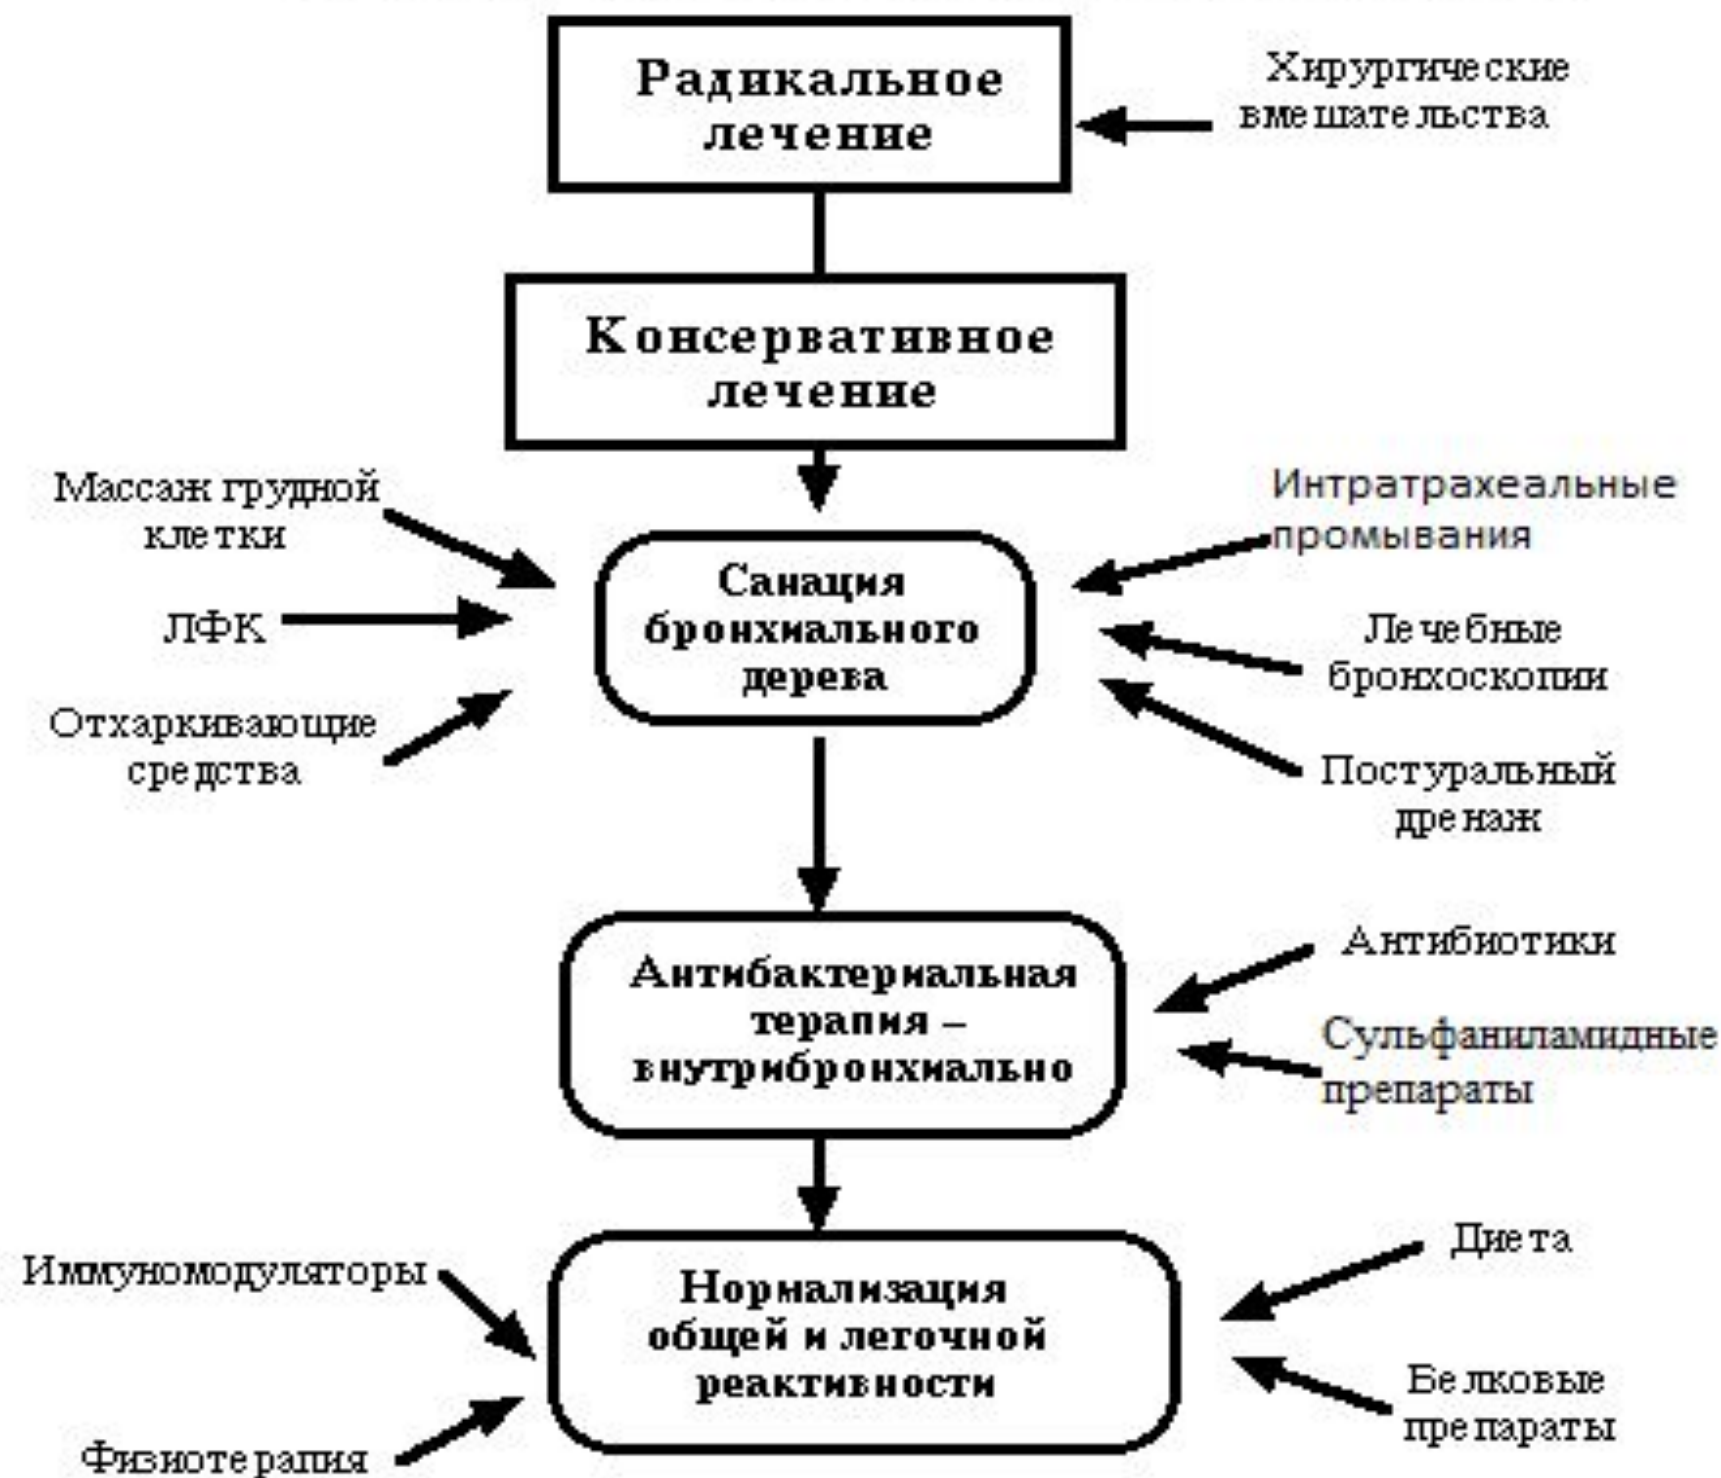 Радикальное
лечение
Хирургические
вмешательства
Консервативное
лечение
Массаж грудной
клетки
ЛФК
Отхаркивающие
средства
Санация
бронхиального
дерева
Интратрахеальные
промывания
Лечебные
бронхоскопии
Постуральный
дренаж
Антибактериальная
терапия –
внутрибронхиально
Антибиотики
Сульфаниламидные
препараты
Иммуномодуляторы
Физиотерапия
Нормализация
общей и легочной
реактивности
Диета
Белковые
препараты